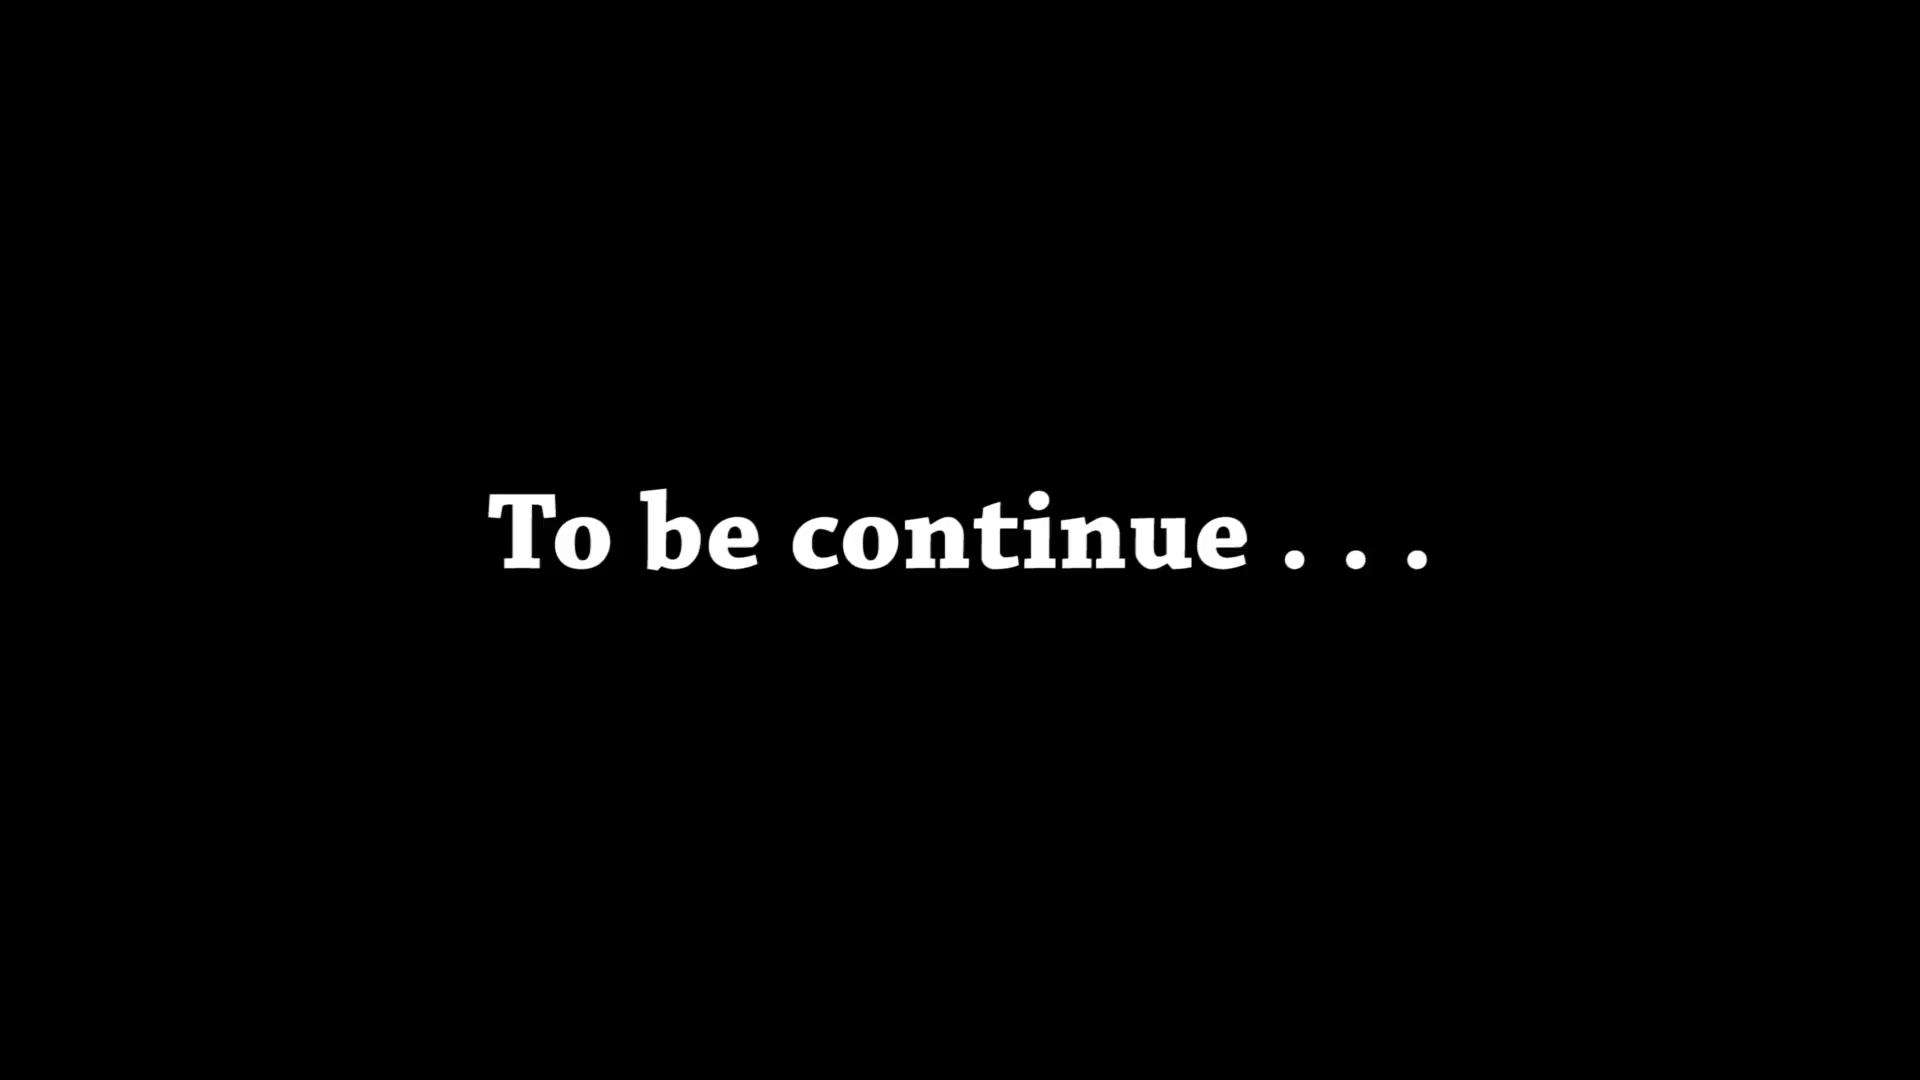 To be continue . . .